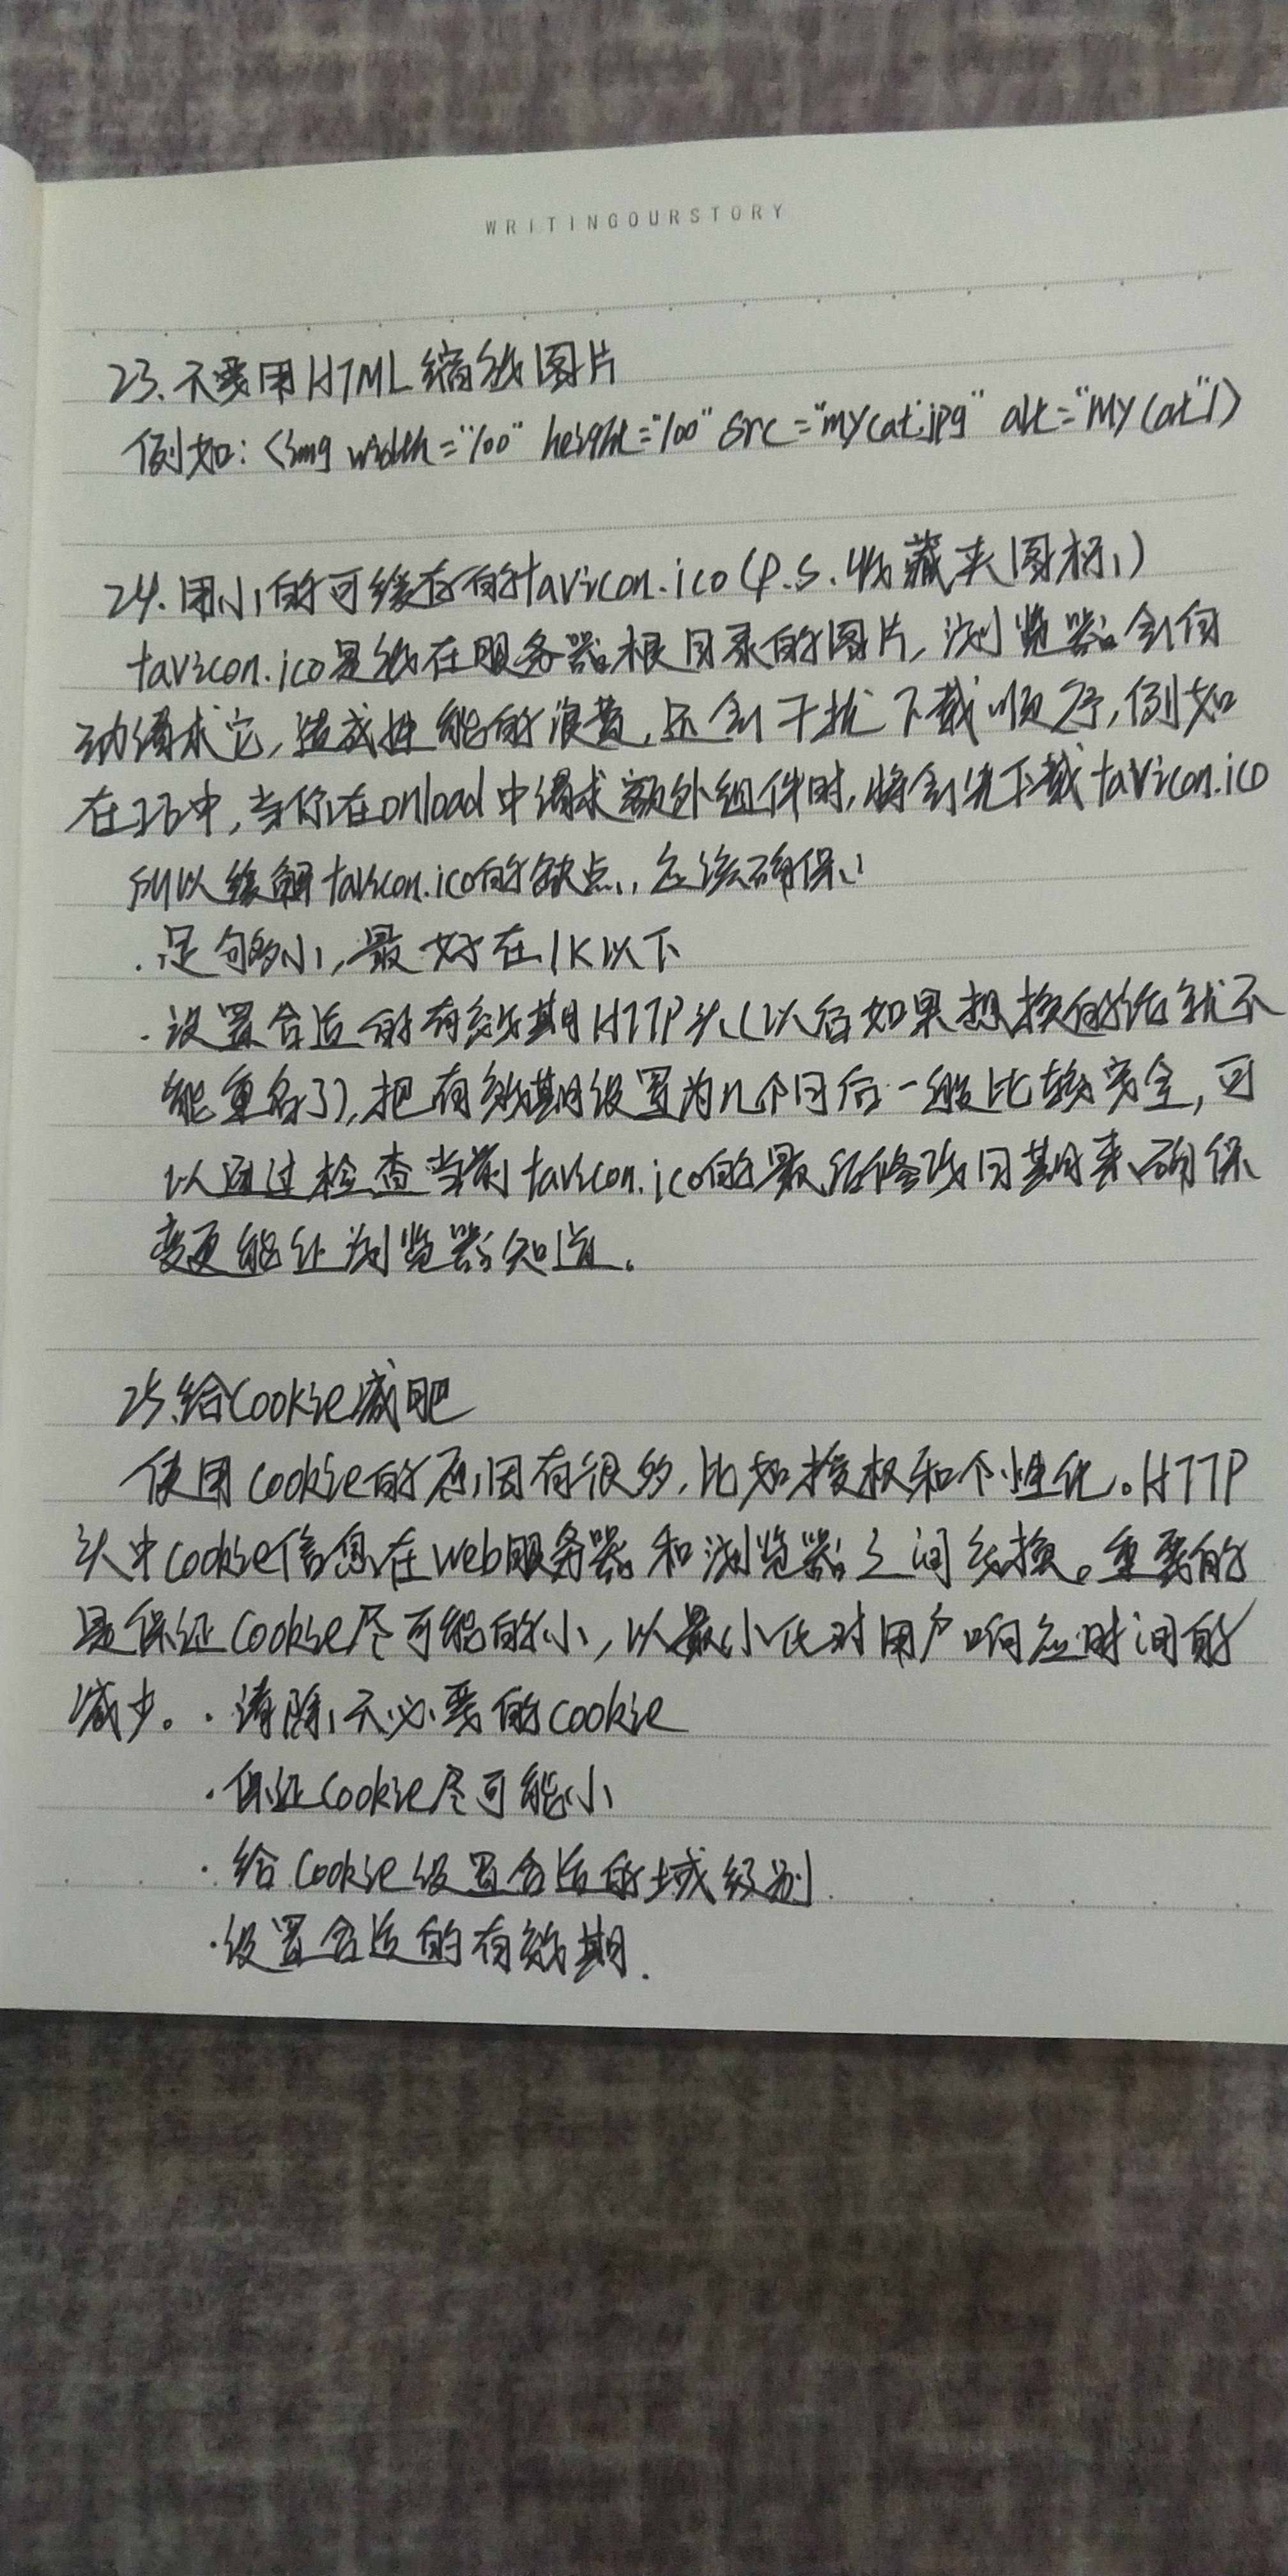 WRITINGOURSTORY
23.不要用HTML缩放图片
例如:<img width="100" height="100" src="mycat.jpg" alt="My Cat"/>
24.用小的可缓存的favicon.ico(P.S.收藏夹图标)
favicon.ico是放在服务器根目录的图片,浏览器会自
动请求它,造成性能的浪费,还会干扰下载顺序,例如
在IE中,当你在onload中请求额外组件时,将会先下载favicon.ico
所以缓解favicon.ico的缺点,应该确保:
·足够小,最好在1K以下
·设置合适的有效期HTTP头(以后如果想换的话就不
能重命了),把有效期设置为几个月后一般比较安全,可
以通过检查当前favicon.ico的最后修改日期来确保
变更能让浏览器知道。
25.给Cookie减肥
使用cookie的原因有很多,比如授权和个性化。HTTP
头中cookie信息在web服务器和浏览器之间交换。重要的
是保证cookie尽可能的小,以最小化对用户响应时间的
减少。·清除不必要的cookie
·保证cookie尽可能小
·给cookie设置合适的域级别
·设置合适的有效期.